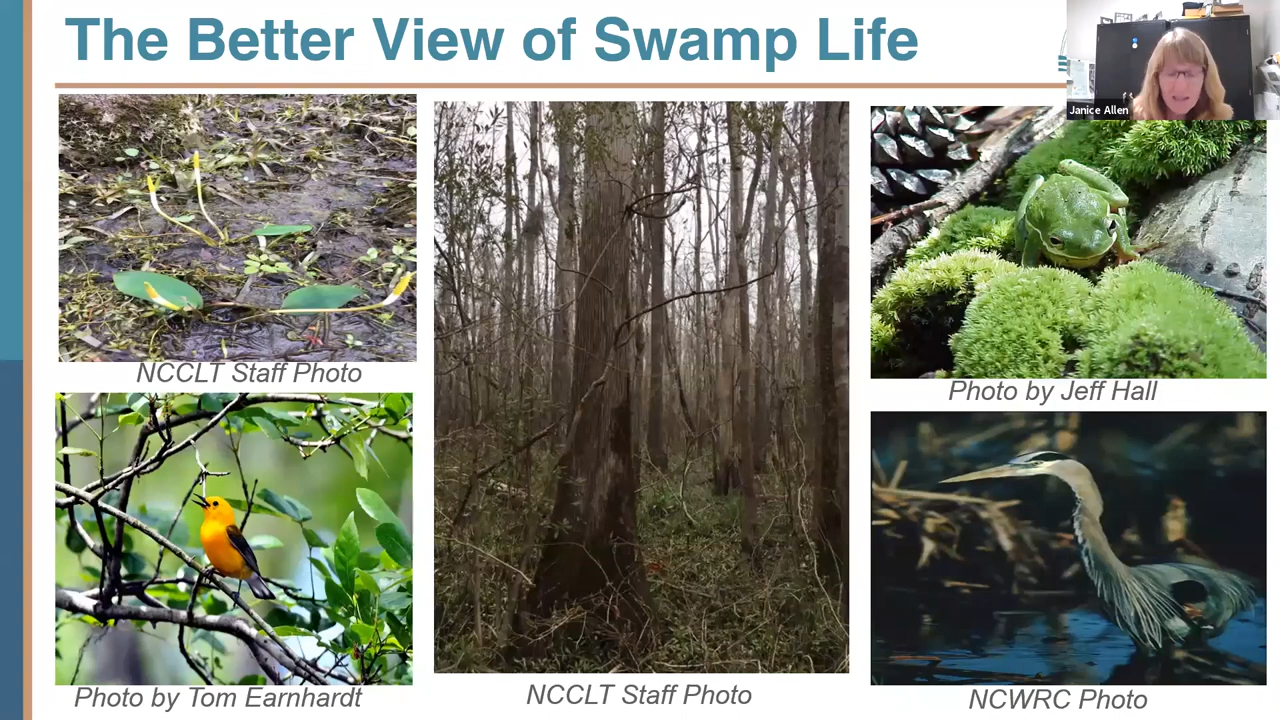 The Better View of Swamp Life
Janice Allen
NCCLT Staff Photo
Photo by Jeff Hall
Photo by Tom Earnhardt
NCCLT Staff Photo
NCWRC Photo